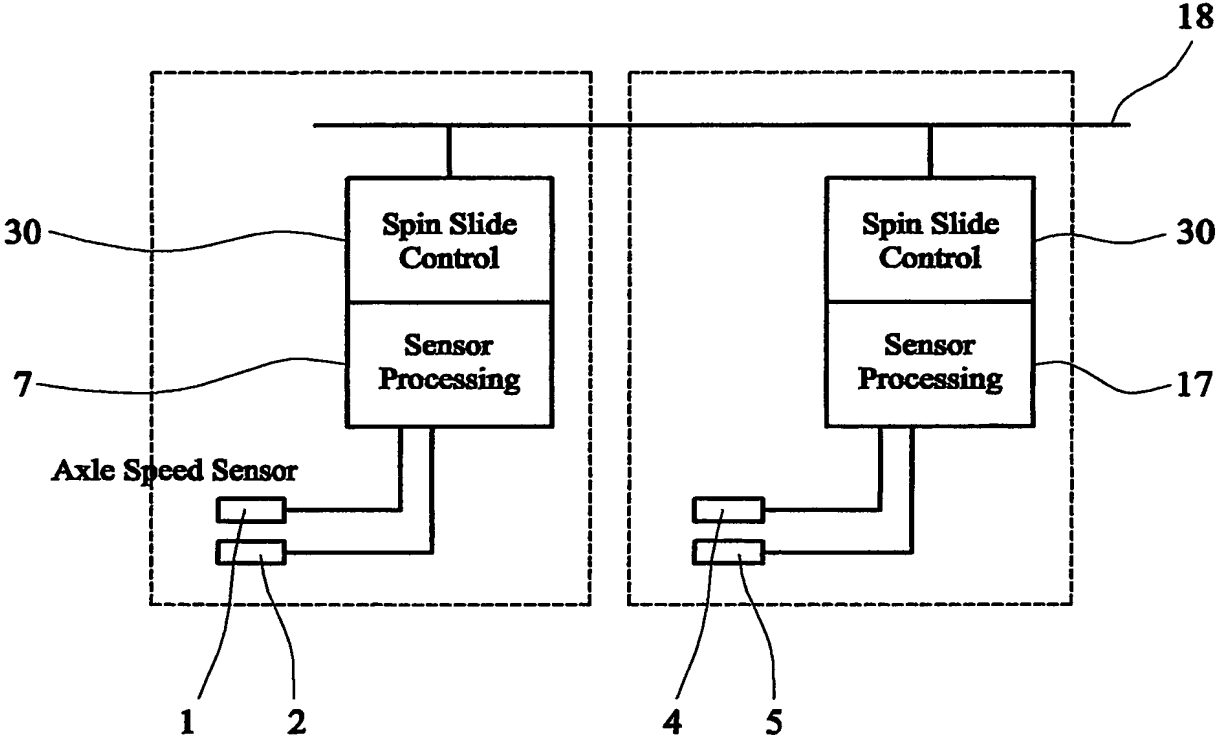 18
Spin Slide
Control
Spin Slide
Control
30
30
Sensor
Processing
Sensor
Processing
7
17
Axle Speed Sensor
1
2
4
5